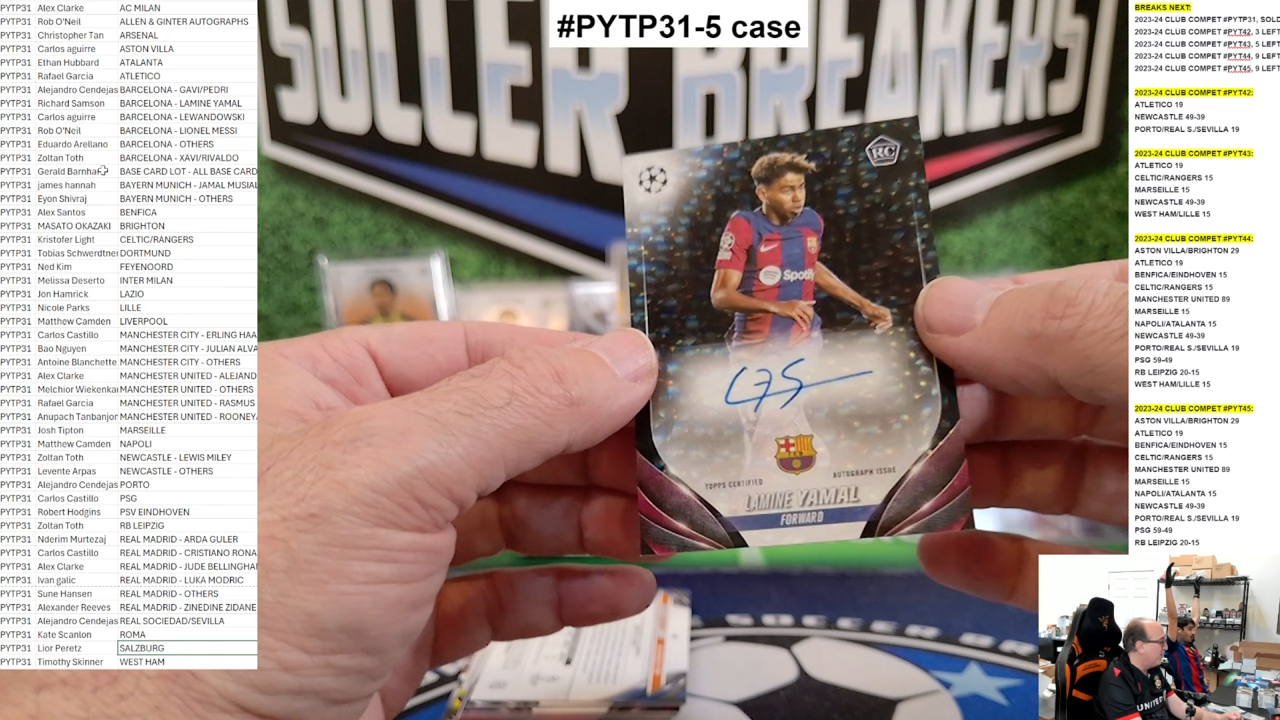 #PYTP31-5 case
SOCCER BREAKERS
PYTP31 Alex Clarke AC MILAN
PYTP31 Rob O'Neil ALLEN & GINTER AUTOGRAPHS
PYTP31 Christopher Tan ARSENAL
PYTP31 Carlos aguirre ASTON VILLA
PYTP31 Ethan Hubbard ATALANTA
PYTP31 Rafael Garcia ATLETICO
PYTP31 Alejandro Cendejas BARCELONA - GAVI/PEDRI
PYTP31 Richard Samson BARCELONA - LAMINE YAMAL
PYTP31 Carlos aguirre BARCELONA - LEWANDOWSKI
PYTP31 Rob O'Neil BARCELONA - LIONEL MESSI
PYTP31 Eduardo Arellano BARCELONA - OTHERS
PYTP31 Zoltan Toth BARCELONA - XAVI/RIVALDO
PYTP31 Gerald Barnha BASE CARD LOT - ALL BASE CARD
PYTP31 james hannah BAYERN MUNICH - JAMAL MUSIAL
PYTP31 Eyon Shivraj BAYERN MUNICH - OTHERS
PYTP31 Alex Santos BENFICA
PYTP31 MASATO OKAZAKI BRIGHTON
PYTP31 Kristofer Light CELTIC/RANGERS
PYTP31 Tobias Schwerdtner DORTMUND
PYTP31 Ned Kim FEYENOORD
PYTP31 Melissa Deserto INTER MILAN
PYTP31 Jon Hamrick LAZIO
PYTP31 Nicole Parks LILLE
PYTP31 Matthew Camden LIVERPOOL
PYTP31 Carlos Castillo MANCHESTER CITY - ERLING HAA
PYTP31 Bao Nguyen MANCHESTER CITY - JULIAN ALVA
PYTP31 Antoine Blanchette MANCHESTER CITY - OTHERS
PYTP31 Alex Clarke MANCHESTER UNITED - ALEJAND
PYTP31 Melchior Wiekenkam MANCHESTER UNITED - OTHERS
PYTP31 Rafael Garcia MANCHESTER UNITED - RASMUS
PYTP31 Anupach Tanbanjor MANCHESTER UNITED - ROONEY
PYTP31 Josh Tipton MARSEILLE
PYTP31 Matthew Camden NAPOLI
PYTP31 Zoltan Toth NEWCASTLE - LEWIS MILEY
PYTP31 Levente Arpas NEWCASTLE - OTHERS
PYTP31 Alejandro Cendejas PORTO
PYTP31 Carlos Castillo PSG
PYTP31 Robert Hodgins PSV EINDHOVEN
PYTP31 Zoltan Toth RB LEIPZIG
PYTP31 Nderim Murtezaj REAL MADRID - ARDA GULER
PYTP31 Carlos Castillo REAL MADRID - CRISTIANO RONA
PYTP31 Alex Clarke REAL MADRID - JUDE BELLINGHA
PYTP31 Ivan galic REAL MADRID - LUKA MODRIC
PYTP31 Sune Hansen REAL MADRID - OTHERS
PYTP31 Alexander Reeves REAL MADRID - ZINEDINE ZIDANE
PYTP31 Alejandro Cendejas REAL SOCIEDAD/SEVILLA
PYTP31 Kate Scanlon ROMA
PYTP31 Lior Peretz SALZBURG
PYTP31 Timothy Skinner WEST HAM
RC
Spotify
TOPPS CERTIFIED AUTOGRAPH ISSUE
LAMINE YAMAL
FORWARD
BREAKS NEXT:
2023-24 CLUB COMPET #PYTP31, SOLD
2023-24 CLUB COMPET #PYT42, 3 LEFT
2023-24 CLUB COMPET #PYT43, 5 LEFT
2023-24 CLUB COMPET #PYT44, 9 LEFT
2023-24 CLUB COMPET #PYT45, 9 LEFT
2023-24 CLUB COMPET #PYT42:
ATLETICO 19
NEWCASTLE 49-39
PORTO/REAL S./SEVILLA 19
2023-24 CLUB COMPET #PYT43:
ATLETICO 19
CELTIC/RANGERS 15
MARSEILLE 15
NEWCASTLE 49-39
WEST HAM/LILLE 15
2023-24 CLUB COMPET #PYT44:
ASTON VILLA/BRIGHTON 29
ATLETICO 19
BENFICA/EINDHOVEN 15
CELTIC/RANGERS 15
MANCHESTER UNITED 89
MARSEILLE 15
NAPOLI/ATALANTA 15
NEWCASTLE 49-39
PORTO/REAL S./SEVILLA 19
PSG 59-49
RB LEIPZIG 20-15
WEST HAM/LILLE 15
2023-24 CLUB COMPET #PYT45:
ASTON VILLA/BRIGHTON 29
ATLETICO 19
BENFICA/EINDHOVEN 15
CELTIC/RANGERS 15
MANCHESTER UNITED 89
MARSEILLE 15
NAPOLI/ATALANTA 15
NEWCASTLE 49-39
PORTO/REAL S./SEVILLA 19
PSG 59-49
RB LEIPZIG 20-15
UNITED